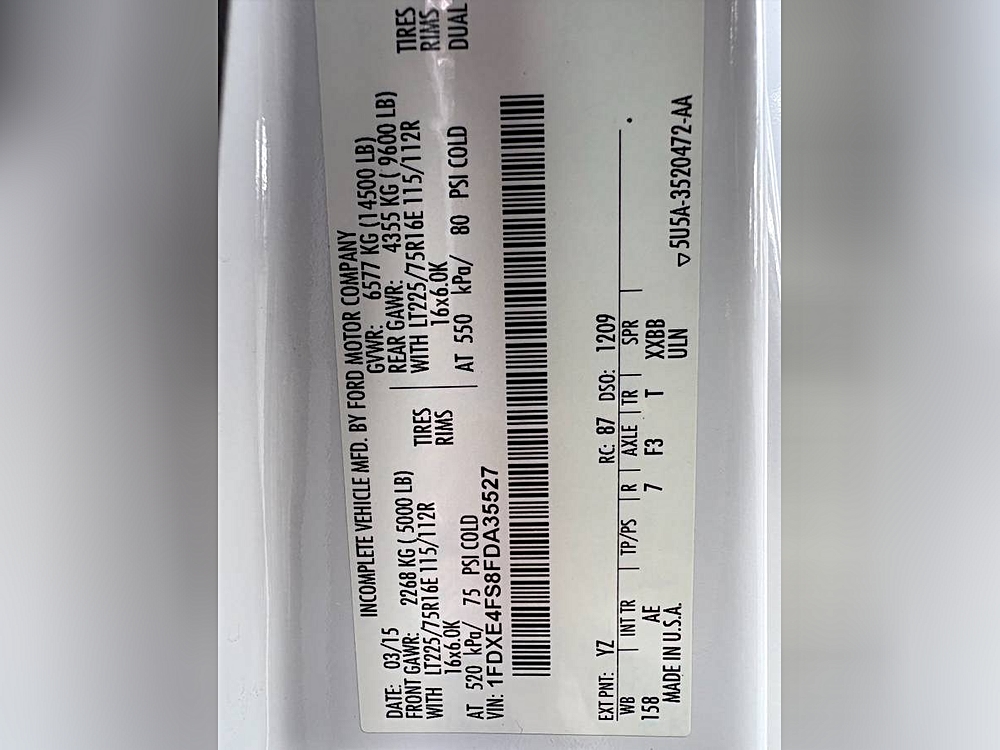 INCOMPLETE VEHICLE MFD. BY FORD MOTOR COMPANY
DATE: 03/15 GVWR: 6577 KG (14500 LB)
FRONT GAWR: 2268 KG ( 5000 LB) REAR GAWR: 4355 KG ( 9600 LB)
WITH LT225/75R16E 115/112R TIRES WITH LT225/75R16E 115/112R TIRES
16x6.0K RIMS 16x6.0K RIMS
AT 520 kPa/ 75 PSI COLD AT 550 kPa/ 80 PSI COLD DUAL
VIN: 1FDXE4FS8FDA35527
EXT PNT: YZ RC: 87 DSO: 1209
WB INT TR TP/PS R AXLE TR SPR
158 AE 7 F3 T XXBB
MADE IN U.S.A. ULN
▽5U5A-3520472-AA